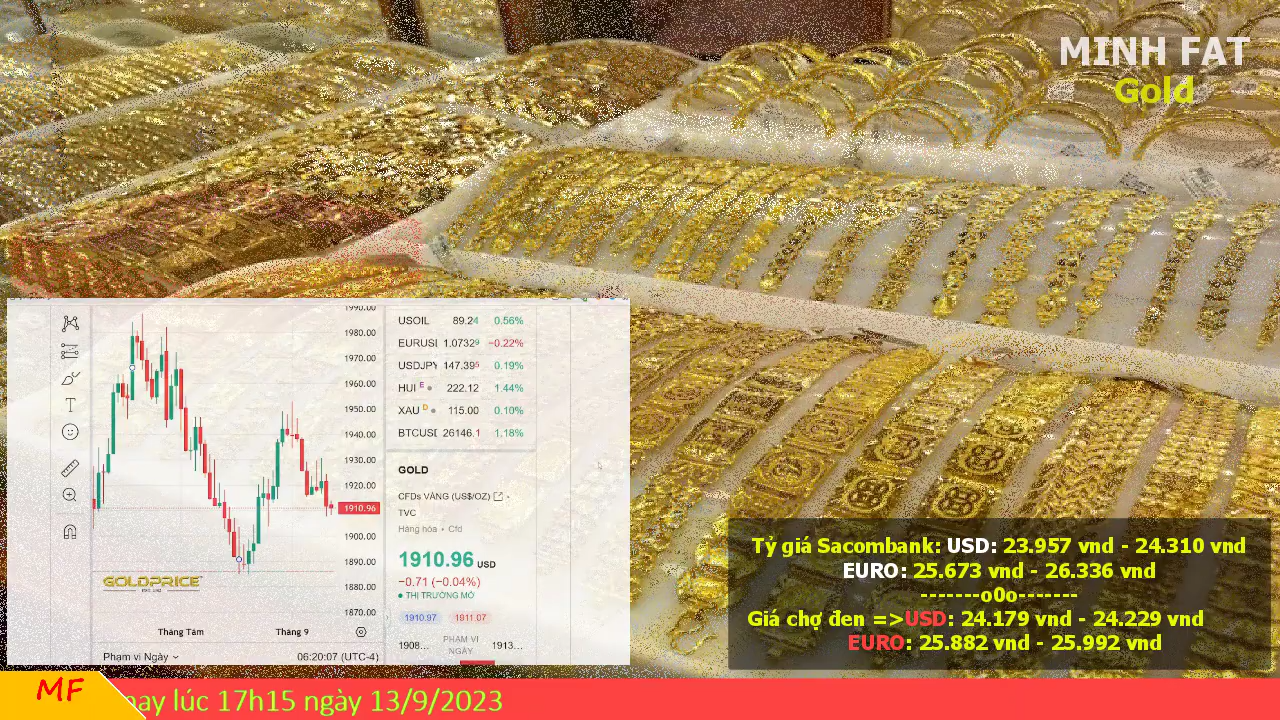 MINH FAT
Gold
1990.00
1980.00
1970.00
1960.00
1950.00
1940.00
1930.00
1920.00
1910.96
1900.00
1890.00
1880.00
1870.00
GOLDPRICE
Tháng Tám
Tháng 9
Phạm vi Ngày
06:20:07 (UTC-4)
USOIL 89.24 0.56%
EURUSI 1.07329 −0.22%
USDJPY 147.395 0.19%
HUI E 222.12 1.44%
XAU D 115.00 0.10%
BTCUSI 26146.1 1.18%
GOLD
CFDs VÀNG (US$/OZ)
TVC
Hàng hóa • Cfd
1910.96 USD
−0.71 (−0.04%)
THỊ TRƯỜNG MỞ
1910.97 1911.07
1908... PHẠM VI NGÀY 1913...
Tỷ giá Sacombank: USD: 23.957 vnd - 24.310 vnd
EURO: 25.673 vnd - 26.336 vnd
-------o0o-------
Giá chợ đen =>USD: 24.179 vnd - 24.229 vnd
EURO: 25.882 vnd - 25.992 vnd
MF
nay lúc 17h15 ngày 13/9/2023